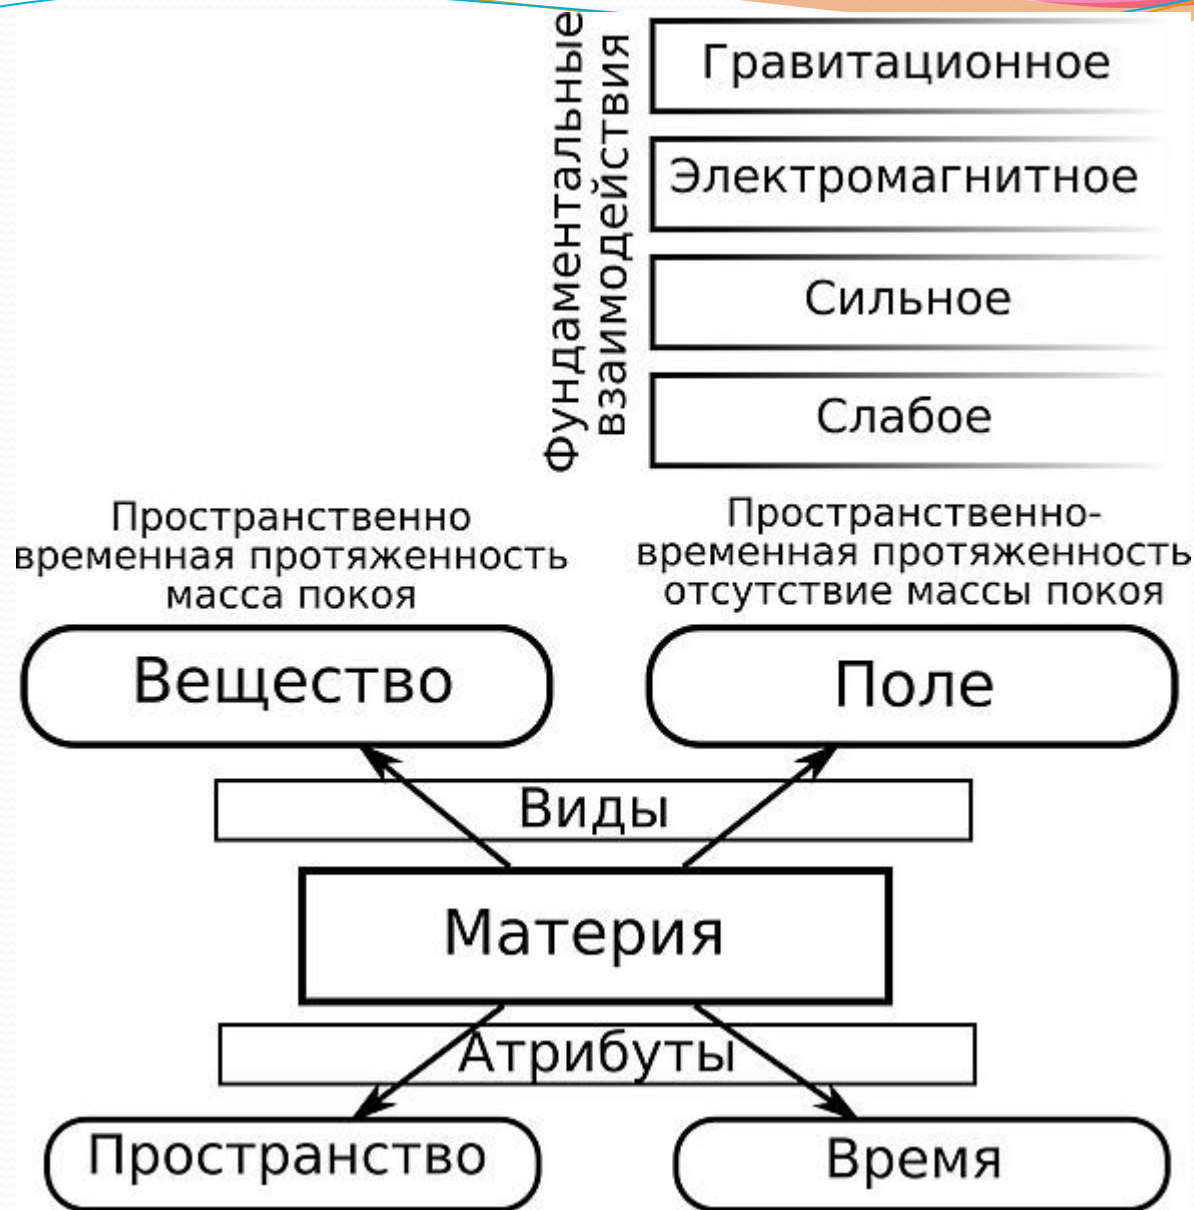 Фундаментальные
взаимодействия
Гравитационное
Электромагнитное
Сильное
Слабое
Пространственно
временная протяженность
масса покоя
Пространственно-
временная протяженность
отсутствие массы покоя
Вещество
Поле
Виды
Материя
Атрибуты
Пространство
Время